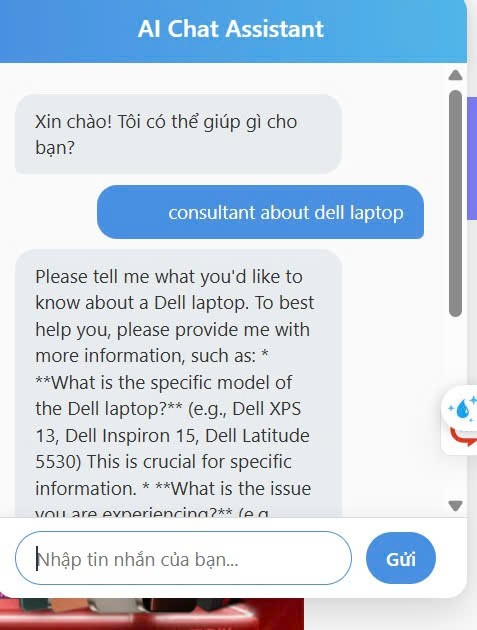 AI Chat Assistant
Xin chào! Tôi có thể giúp gì cho
bạn?
consultant about dell laptop
Please tell me what you'd like to
know about a Dell laptop. To best
help you, please provide me with
more information, such as: *
**What is the specific model of
the Dell laptop?** (e.g., Dell XPS
13, Dell Inspiron 15, Dell Latitude
5530) This is crucial for specific
information. * **What is the issue
you are experiencing?** (e.g.
Nhập tin nhắn của bạn...
Gửi